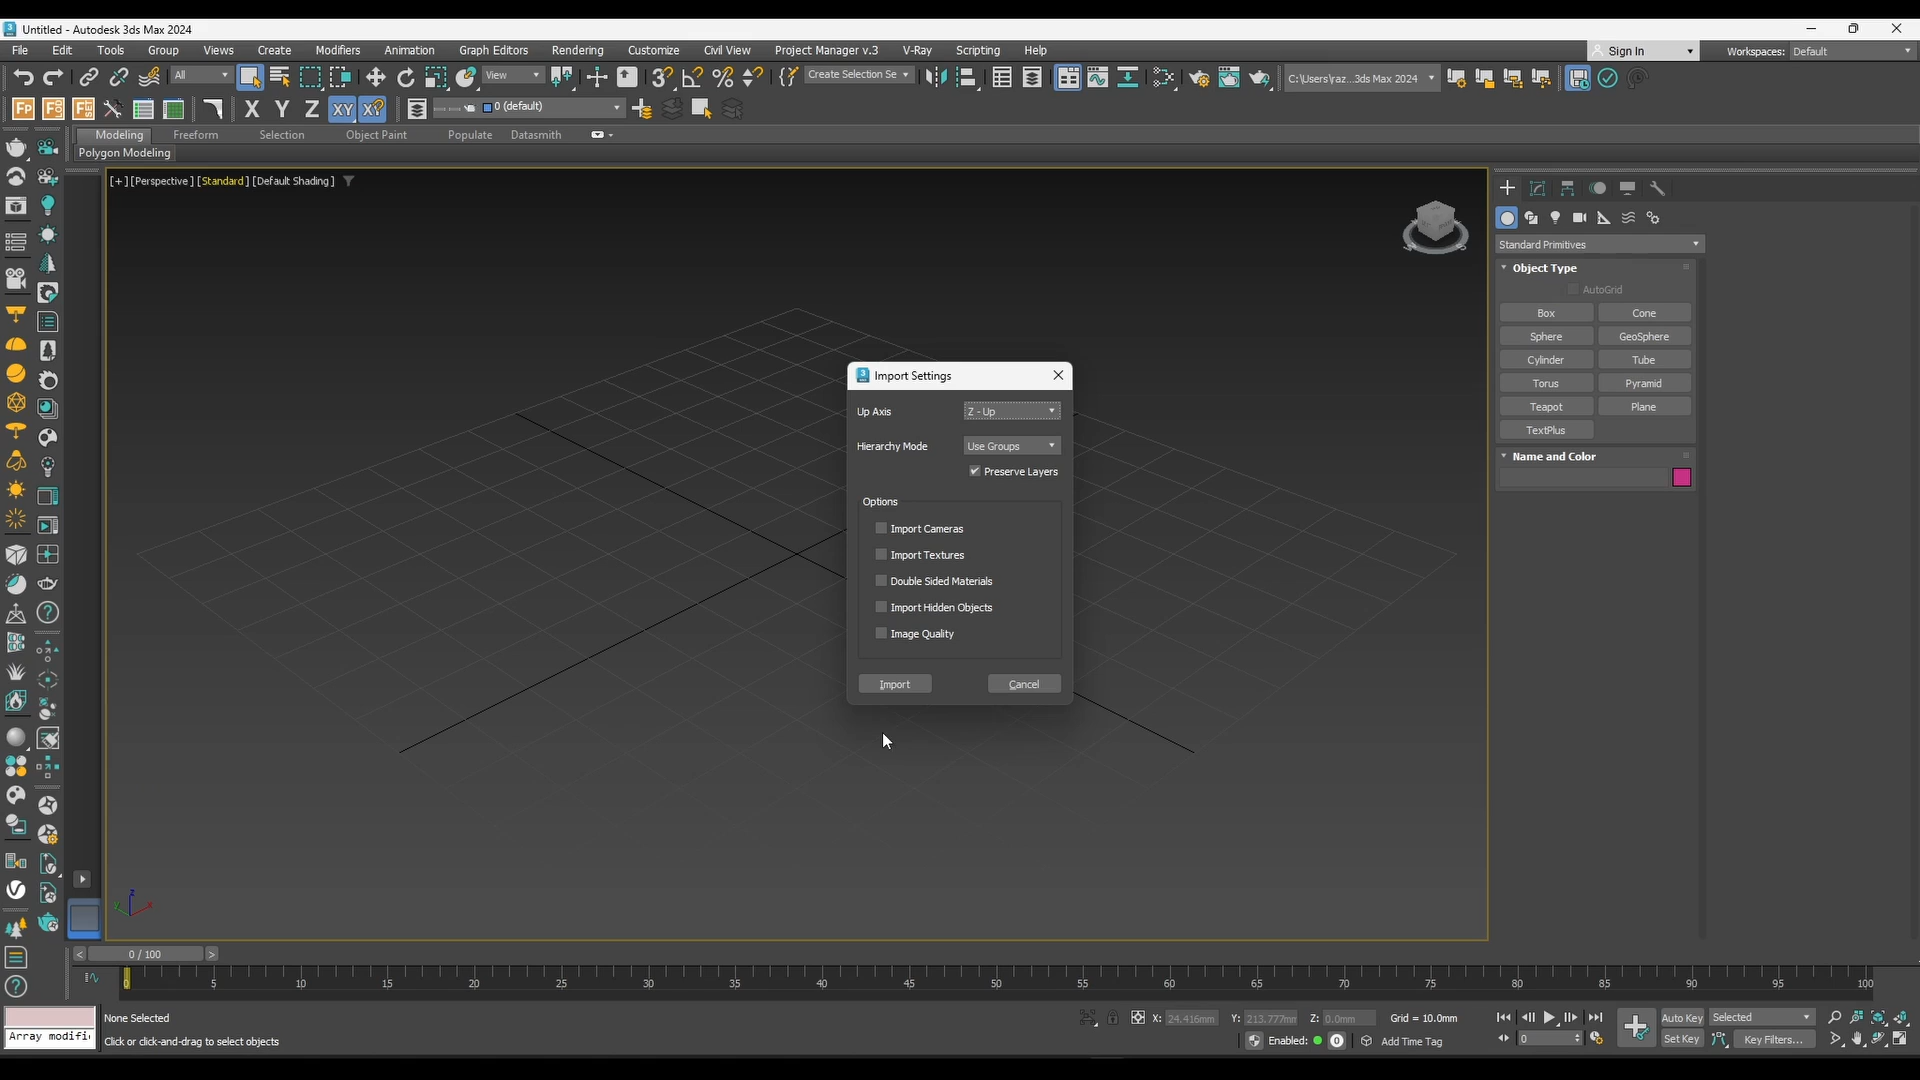 Untitled - Autodesk 3ds Max 2024
File Edit Tools Group Views Create Modifiers Animation Graph Editors Rendering Customize Civil View Project Manager v.3 V-Ray Scripting Help Sign In Workspaces: Default
All View Create Selection Se C:\Users\raz...3ds Max 2024
Fp X Y Z XY XY 0 (default)
Modeling Freeform Selection Object Paint Populate Datasmith
Polygon Modeling
[+] [Perspective] [Standard] [Default Shading]
Standard Primitives
Object Type
AutoGrid
Box Cone
Sphere GeoSphere
Cylinder Tube
Torus Pyramid
Teapot Plane
TextPlus
Name and Color
Import Settings
Up Axis Z - Up
Hierarchy Mode Use Groups
Preserve Layers
Options
Import Cameras
Import Textures
Double Sided Materials
Import Hidden Objects
Image Quality
Import Cancel
z
y x
< 0 / 100 >
0 5 10 15 20 25 30 35 40 45 50 55 60 65 70 75 80 85 90 95 100
None Selected X: 24.416mm Y: 213.777mm Z: 0.0mm Grid = 10.0mm Auto Key Selected
Array modifi Click or click-and-drag to select objects Enabled: 0 Add Time Tag 0 Set Key Key Filters...